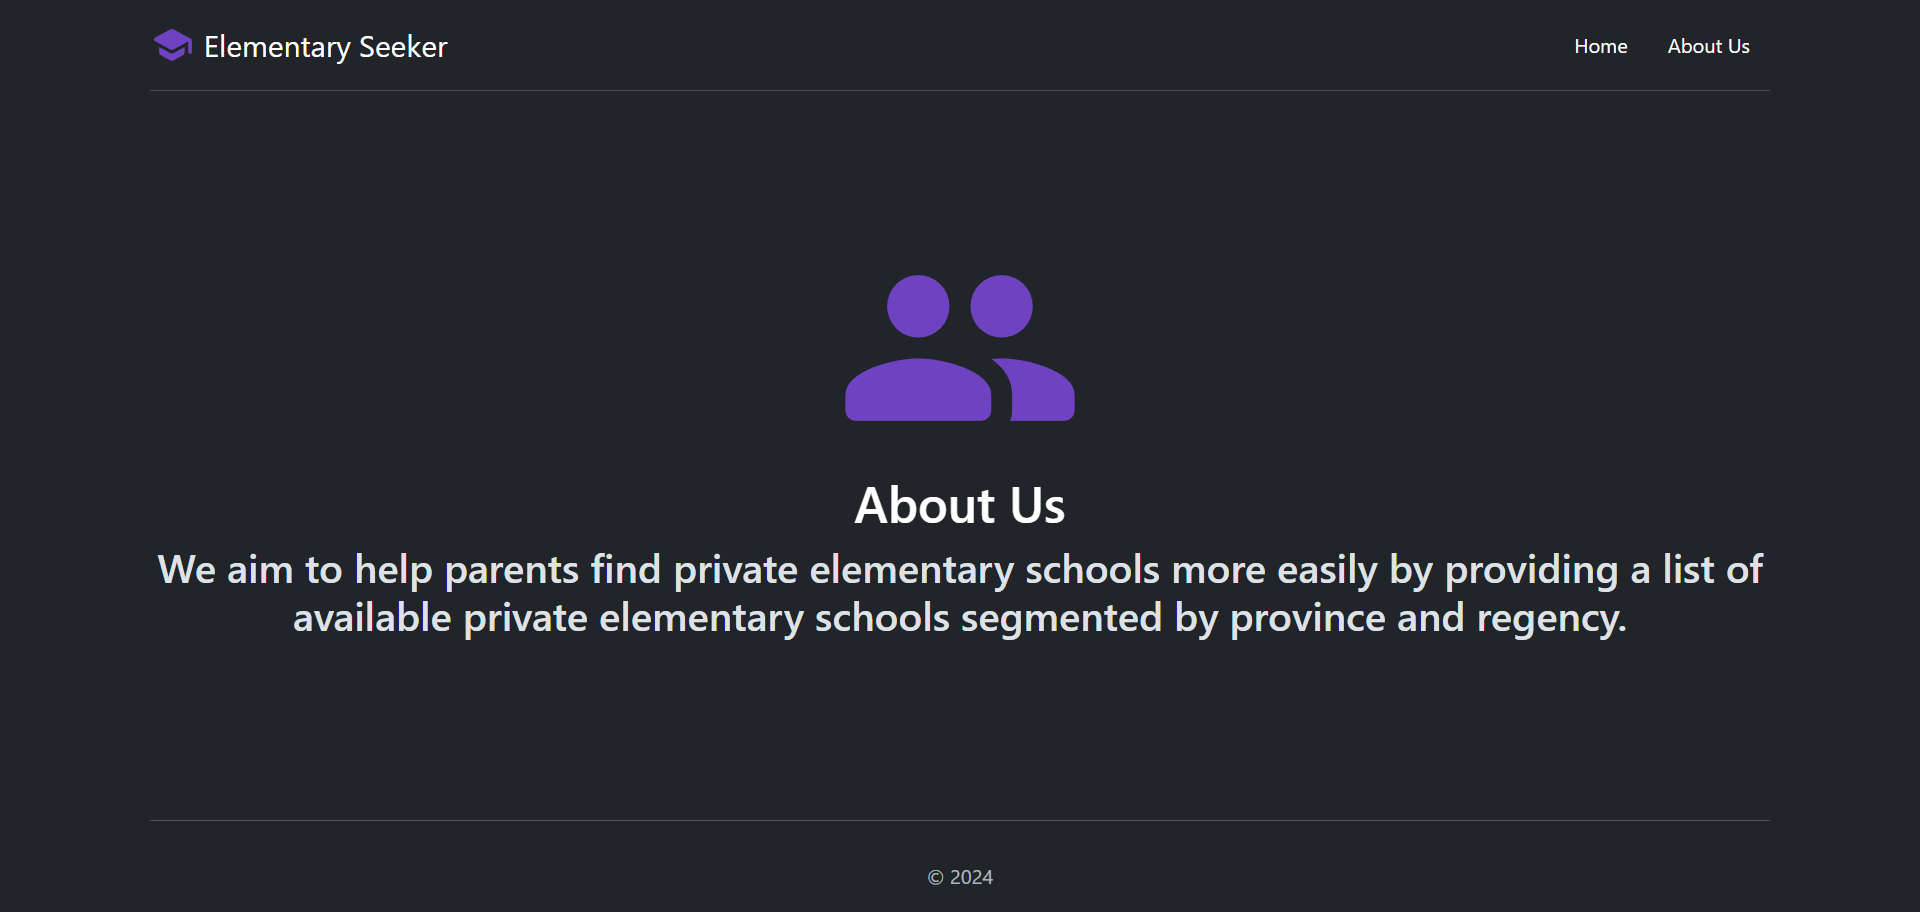 Elementary Seeker
Home
About Us
About Us
We aim to help parents find private elementary schools more easily by providing a list of
available private elementary schools segmented by province and regency.
© 2024